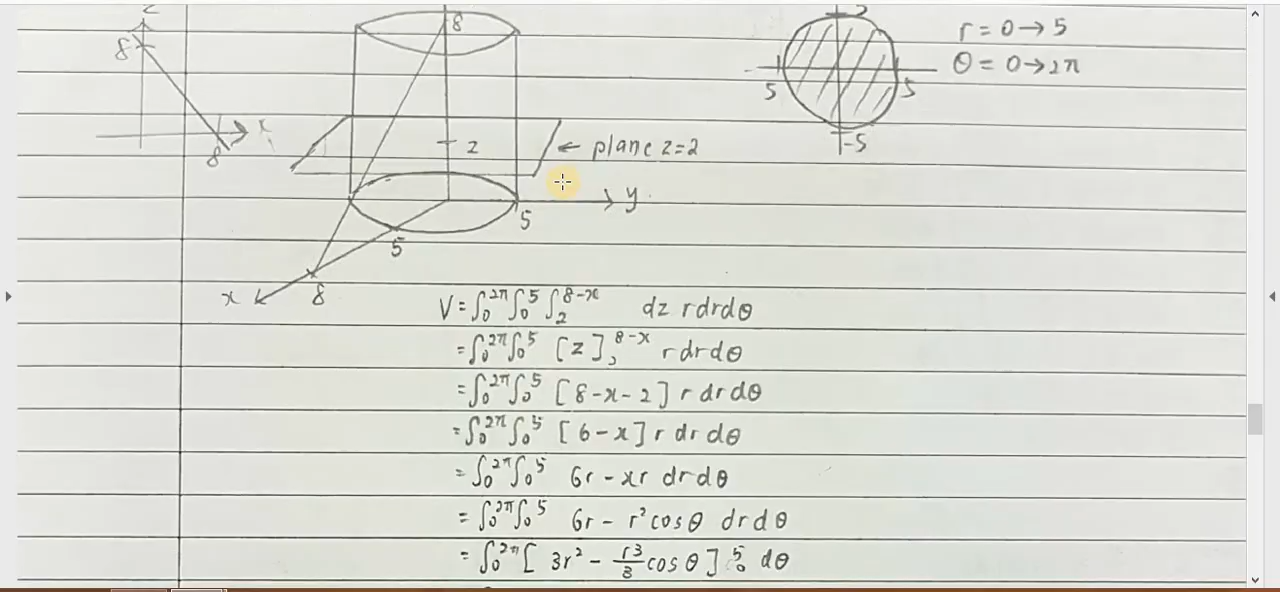 z
8
x
8
8
2
← plane z=2
y
5
5
x
8
r = 0 → 5
θ = 0 → 2π
5
5
-5
V = ∫₀^2π ∫₀^5 ∫₂^8-x dz r dr dθ
= ∫₀^2π ∫₀^5 [z]₂^8-x r dr dθ
= ∫₀^2π ∫₀^5 [8-x-2] r dr dθ
= ∫₀^2π ∫₀^5 [6-x] r dr dθ
= ∫₀^2π ∫₀^5 6r - xr dr dθ
= ∫₀^2π ∫₀^5 6r - r² cos θ dr dθ
= ∫₀^2π [3r² - r³/3 cos θ]₀^5 dθ